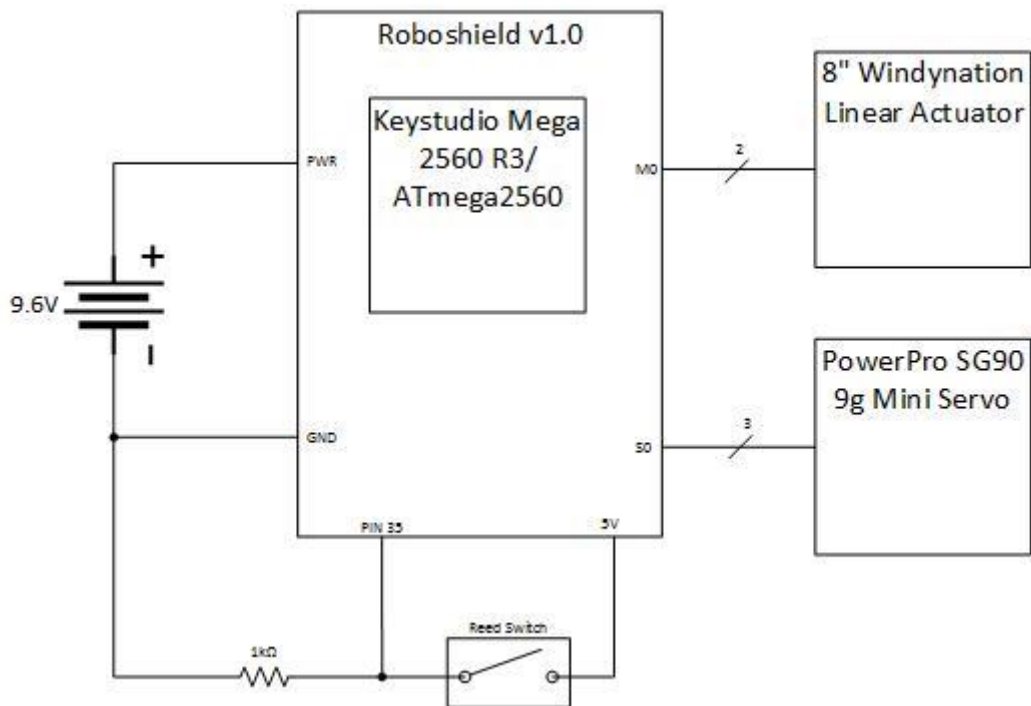 Roboshield v1.0
Keystudio Mega
2560 R3/
ATmega2560
8" Windynation
Linear Actuator
PWR
M0
2
+
9.6V
–
PowerPro SG90
9g Mini Servo
GND
S0
3
PIN 35
5V
Reed Switch
1kΩ